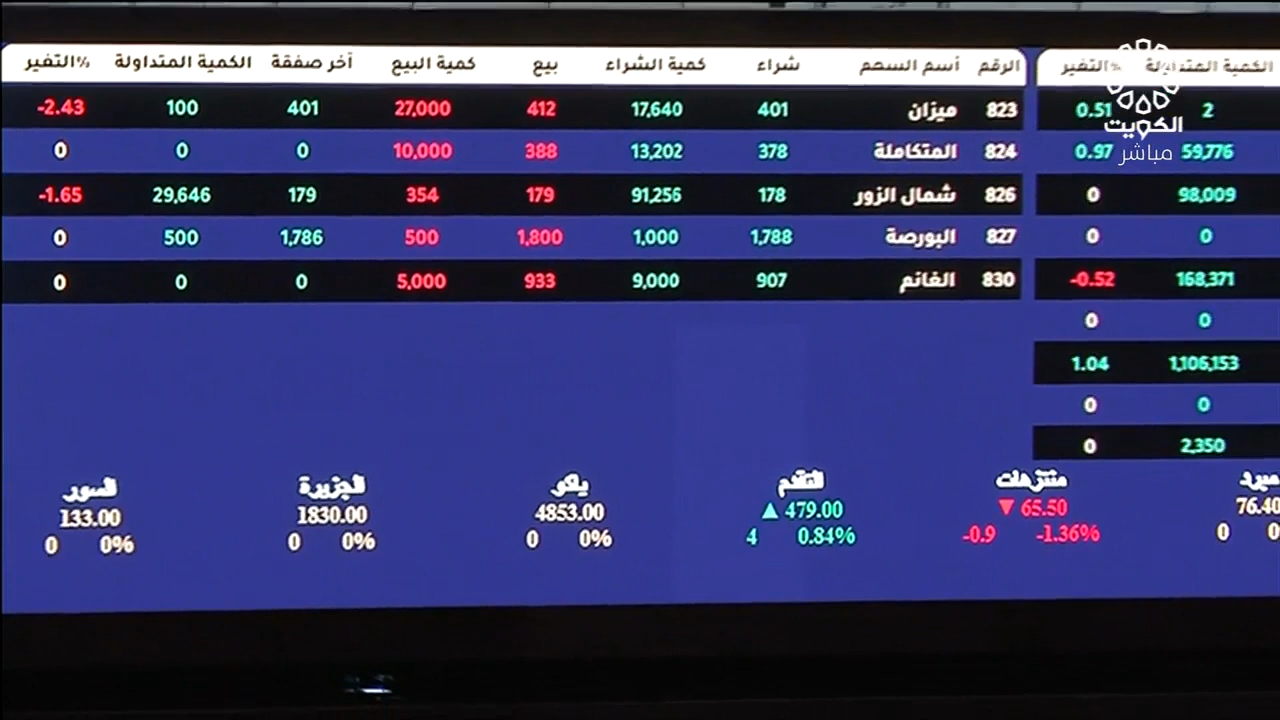 الرقم أسم السهم شراء كمية الشراء بيع كمية البيع آخر صفقة الكمية المتداولة %التغير
823 ميزان 401 17,640 412 27,000 401 100 -2.43
824 المتكاملة 378 13,202 388 10,000 0 0 0
826 شمال الزور 178 91,256 179 354 179 29,646 -1.65
827 البورصة 1,788 1,000 1,800 500 1,786 500 0
830 الغانم 907 9,000 933 5,000 0 0 0
الكمية %التغير
2 0.51
59,776 0.97
98,009 0
0 0
168,371 -0.52
0 0
1,106,153 1.04
0 0
2,350 0
الكويت
مباشر
منتزهات التقدم ياكو الجزيرة السور
76.40 ▼ 65.50 ▲ 479.00 4853.00 1830.00 133.00
0 0 -1.36% -0.9 0.84% 4 0% 0 0% 0 0% 0